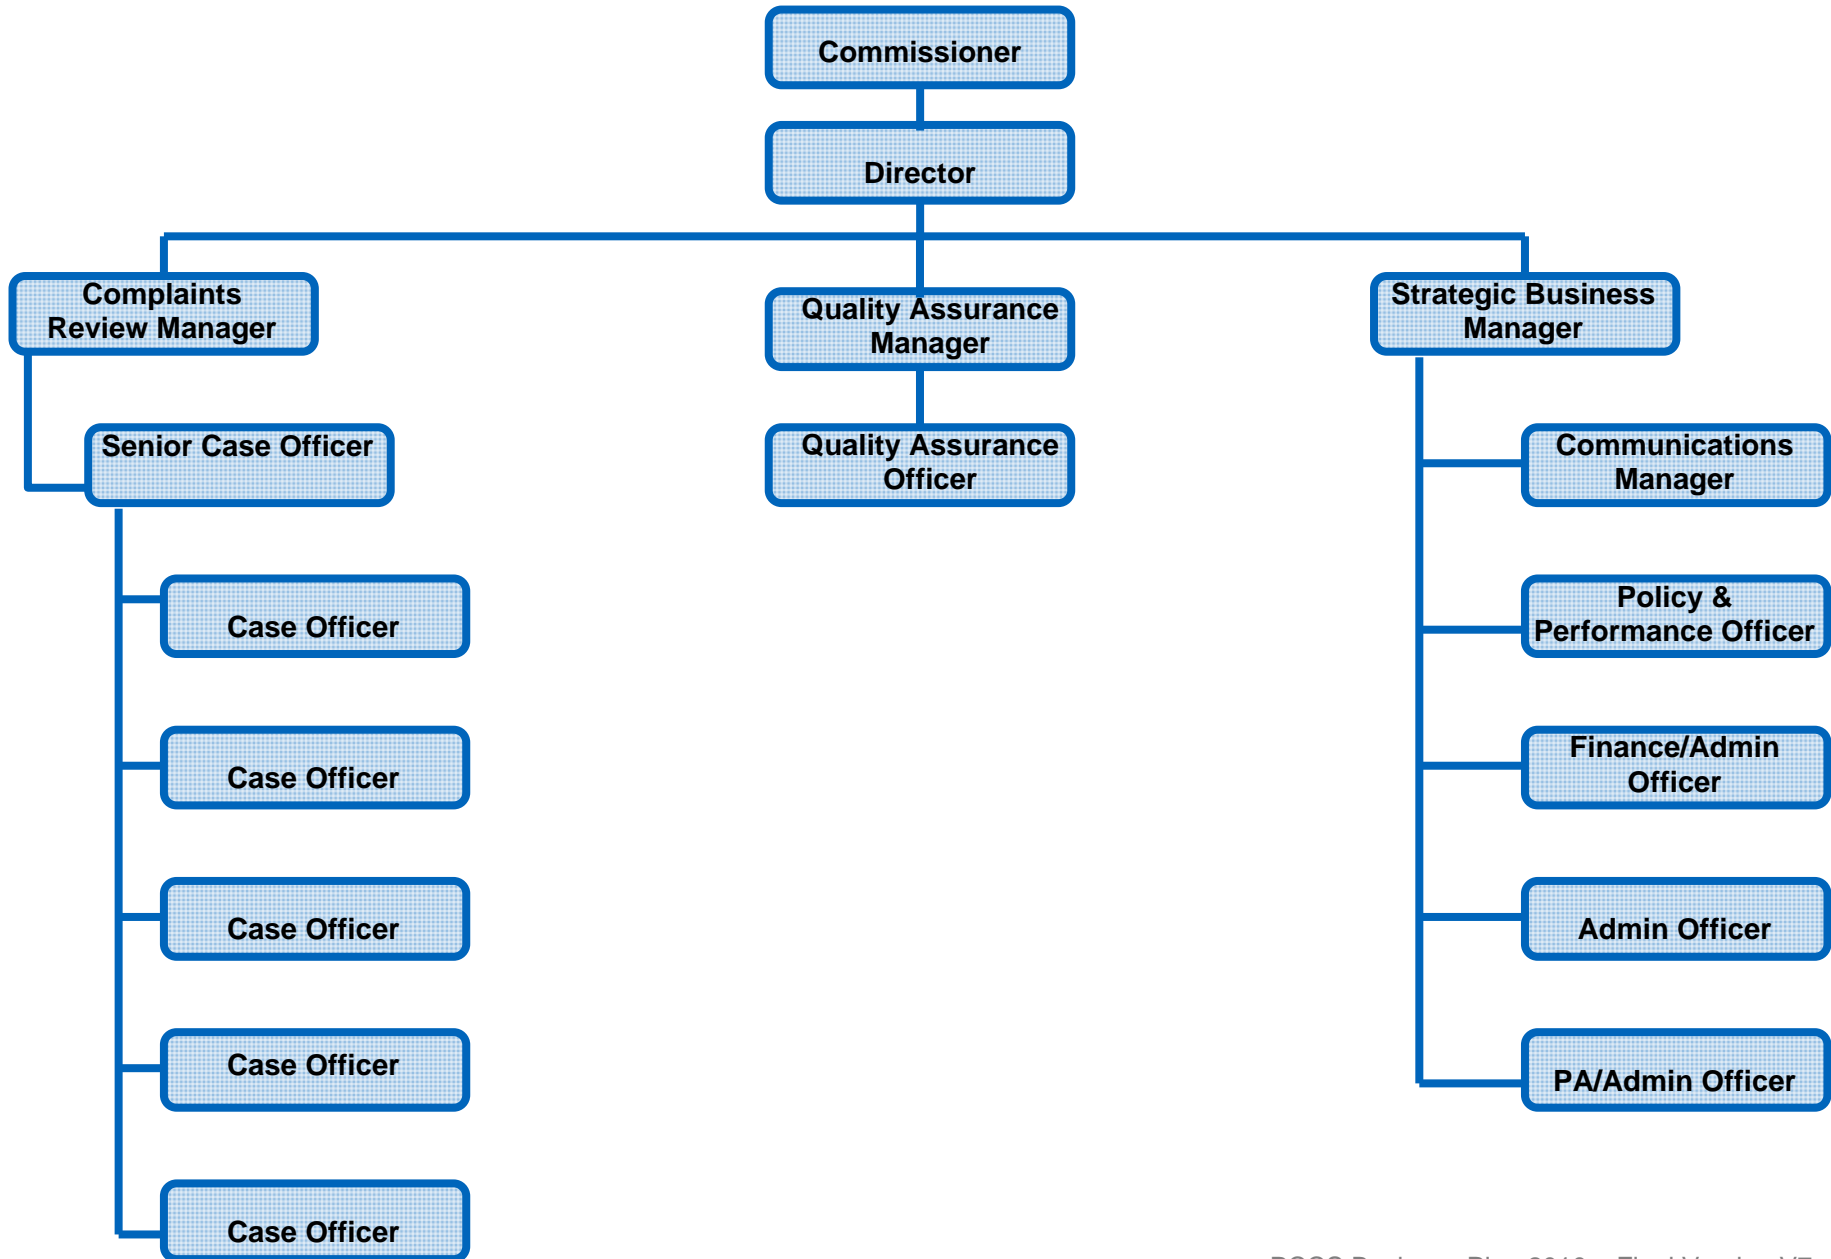 Commissioner
Director
Complaints
Review Manager
Quality Assurance
Manager
Strategic Business
Manager
Senior Case Officer
Quality Assurance
Officer
Communications
Manager
Case Officer
Policy &
Performance Officer
Case Officer
Finance/Admin
Officer
Case Officer
Admin Officer
Case Officer
PA/Admin Officer
Case Officer